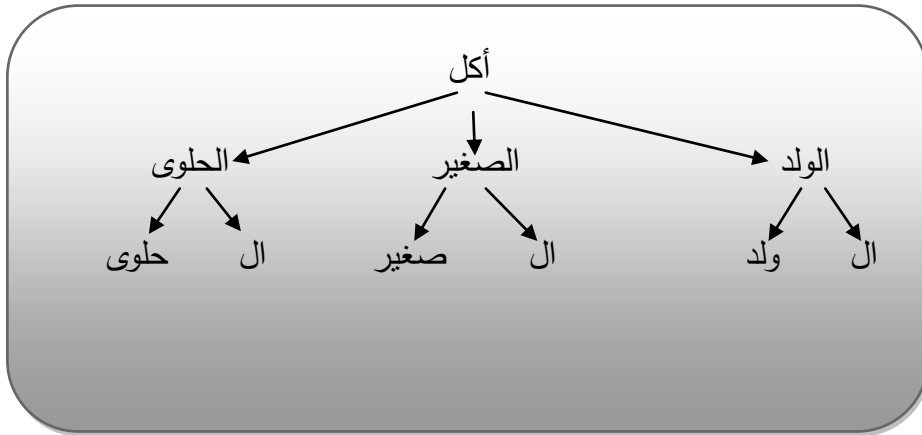 أكل
الولد الصغير الحلوى
ال ولد ال صغير ال حلوى